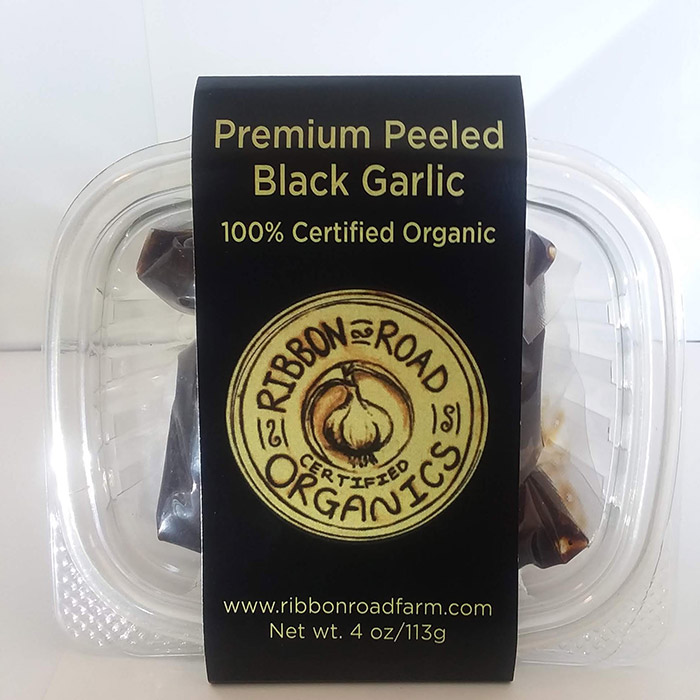 Premium Peeled
Black Garlic
100% Certified Organic
RIBBON ROAD
CERTIFIED
ORGANICS
www.ribbonroadfarm.com
Net wt. 4 oz/113g